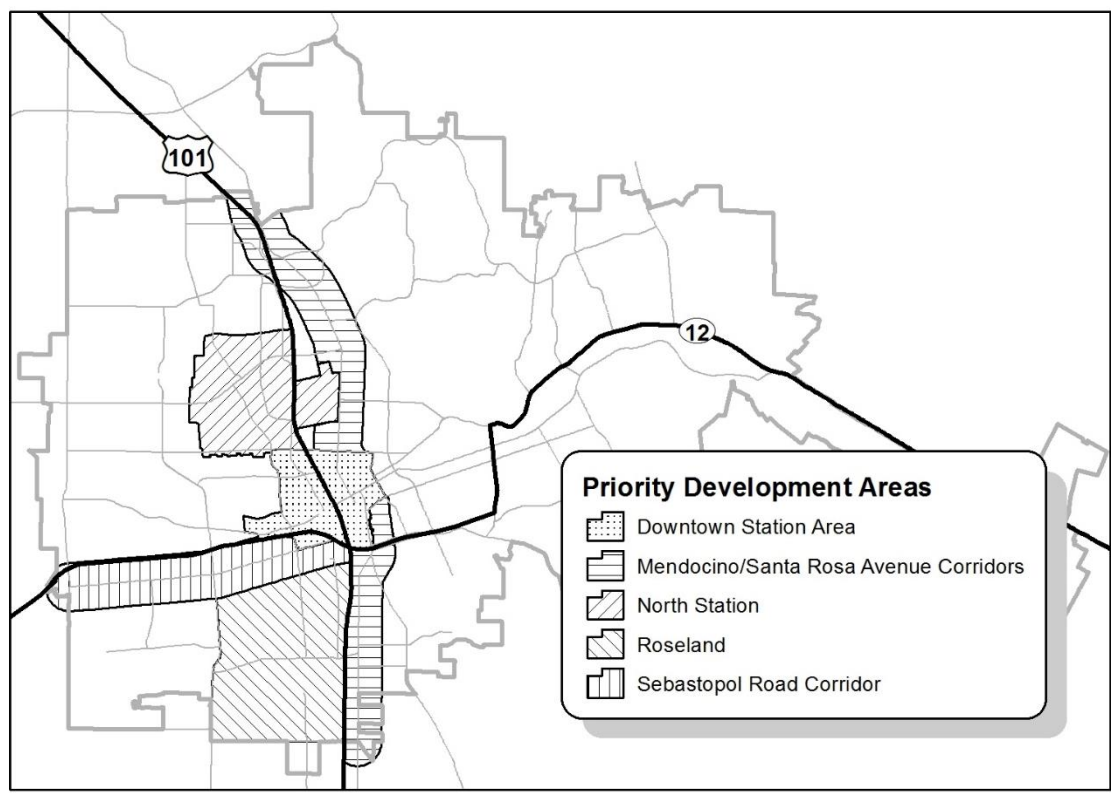 101
12
Priority Development Areas
Downtown Station Area
Mendocino/Santa Rosa Avenue Corridors
North Station
Roseland
Sebastopol Road Corridor